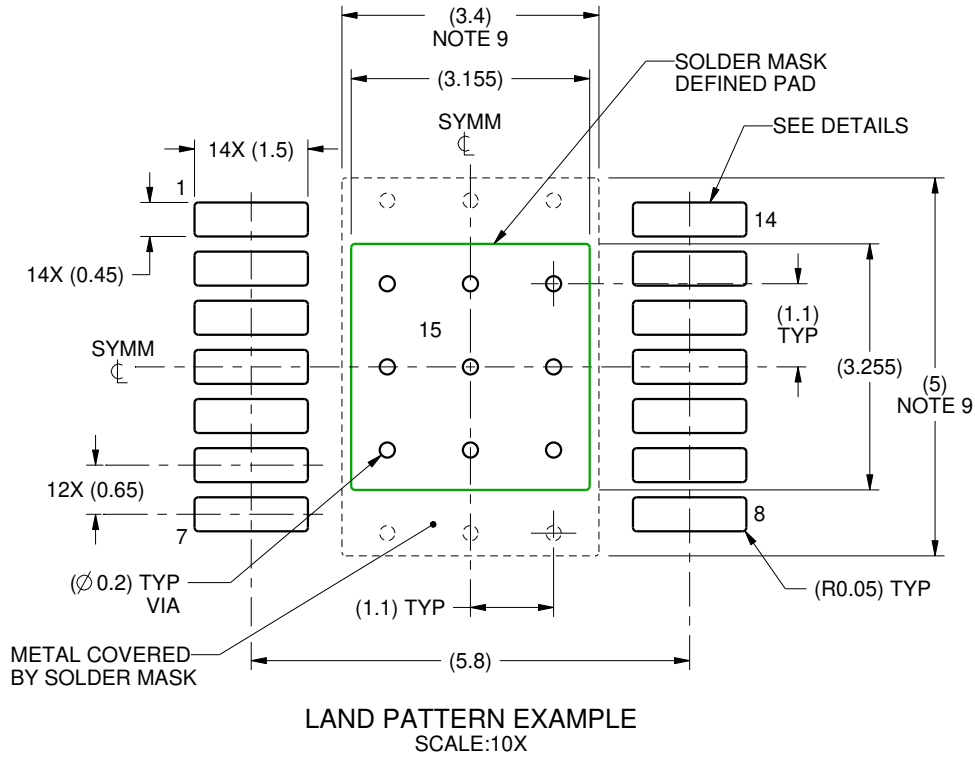 (3.4)
NOTE 9
(3.155)
SOLDER MASK
DEFINED PAD
SYMM
℄
SEE DETAILS
14X (1.5)
1
14
14X (0.45)
15
(1.1)
TYP
SYMM
℄
(3.255)
(5)
NOTE 9
12X (0.65)
7
8
(∅ 0.2) TYP
VIA
(1.1) TYP
(R0.05) TYP
METAL COVERED
BY SOLDER MASK
(5.8)
LAND PATTERN EXAMPLE
SCALE:10X